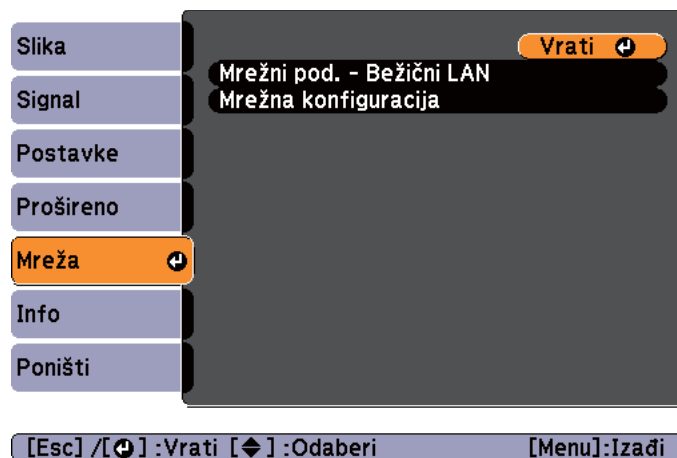 Slika
Signal
Postavke
Prošireno
Mreža
Info
Poništi
Vrati
Mrežni pod. - Bežični LAN
Mrežna konfiguracija
[Esc] /[⏎] :Vrati [◆] :Odaberi [Menu]:Izađi